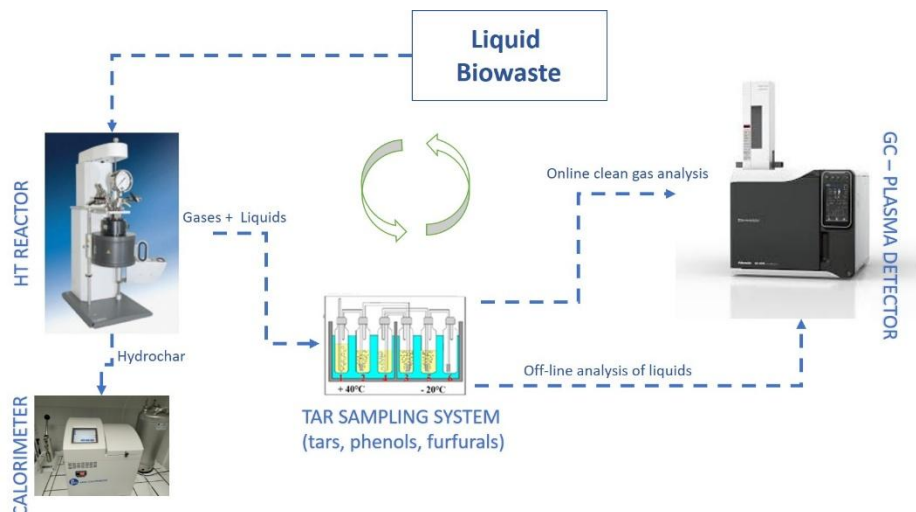 Liquid
Biowaste
HT REACTOR
Gases + Liquids
Online clean gas analysis
GC – PLASMA DETECTOR
Hydrochar
+ 40°C
- 20°C
Off-line analysis of liquids
TAR SAMPLING SYSTEM
(tars, phenols, furfurals)
CALORIMETER